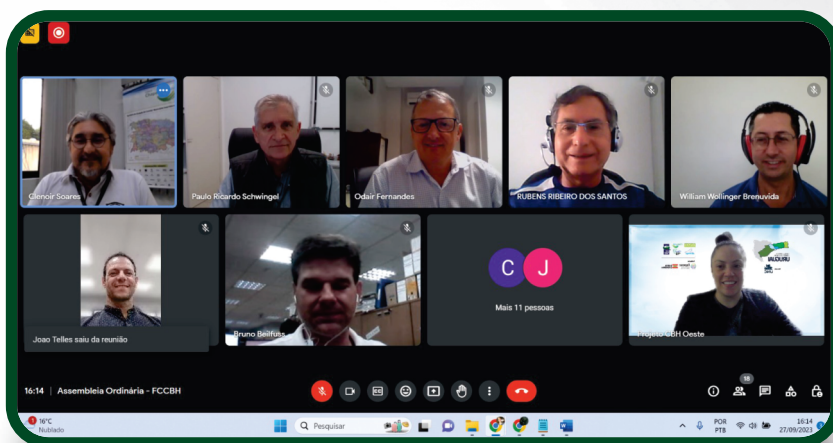 Clenoir Soares
Paulo Ricardo Schwingel
Odair Fernandes
RUBENS RIBEIRO DOS SANTOS
William Wollinger Brenuvida
Joao Telles saiu da reunião
Bruno Beilfuss
C
J
Mais 11 pessoas
Projeto CBH Oeste
16:14 | Assembleia Ordinária - FCCBH
CC
18
1
16°C
Nublado
Pesquisar
POR
PTB
16:14
27/09/2023